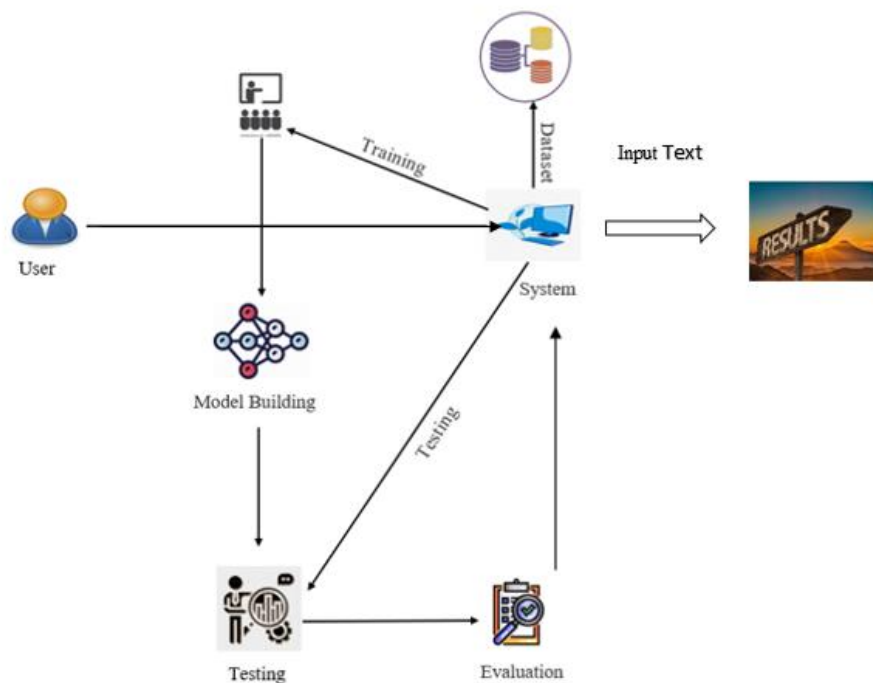 Dataset
Training
Input Text
RESULTS
User
System
Model Building
Testing
Testing
Evaluation